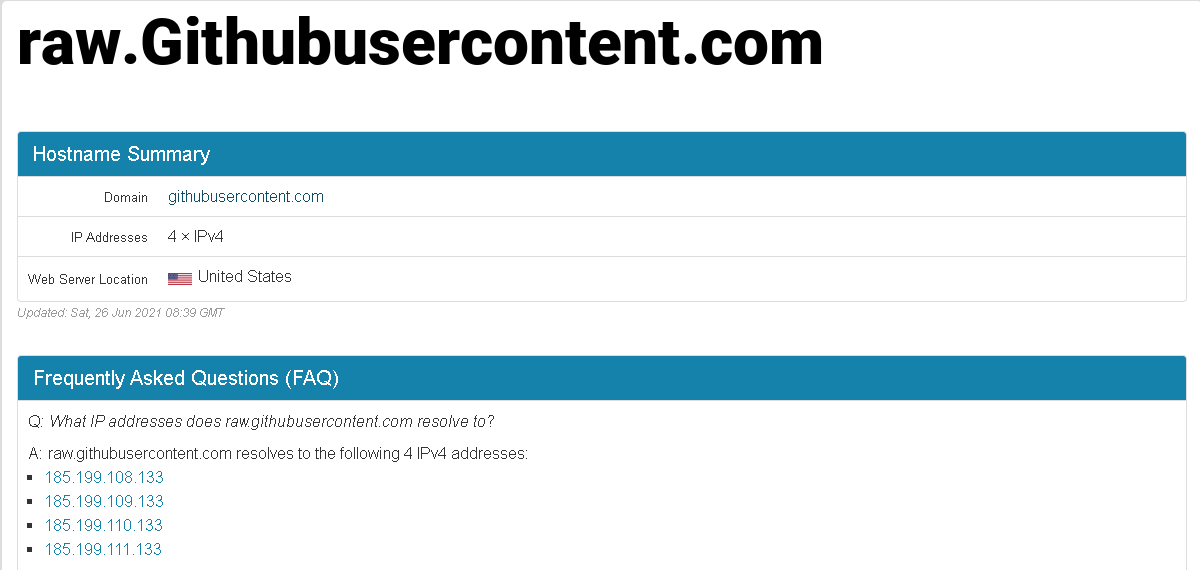 raw.Githubusercontent.com
Hostname Summary
Domain githubusercontent.com
IP Addresses 4 × IPv4
Web Server Location United States
Updated: Sat, 26 Jun 2021 08:39 GMT
Frequently Asked Questions (FAQ)
Q: What IP addresses does raw.githubusercontent.com resolve to?
A: raw.githubusercontent.com resolves to the following 4 IPv4 addresses:
▪ 185.199.108.133
▪ 185.199.109.133
▪ 185.199.110.133
▪ 185.199.111.133